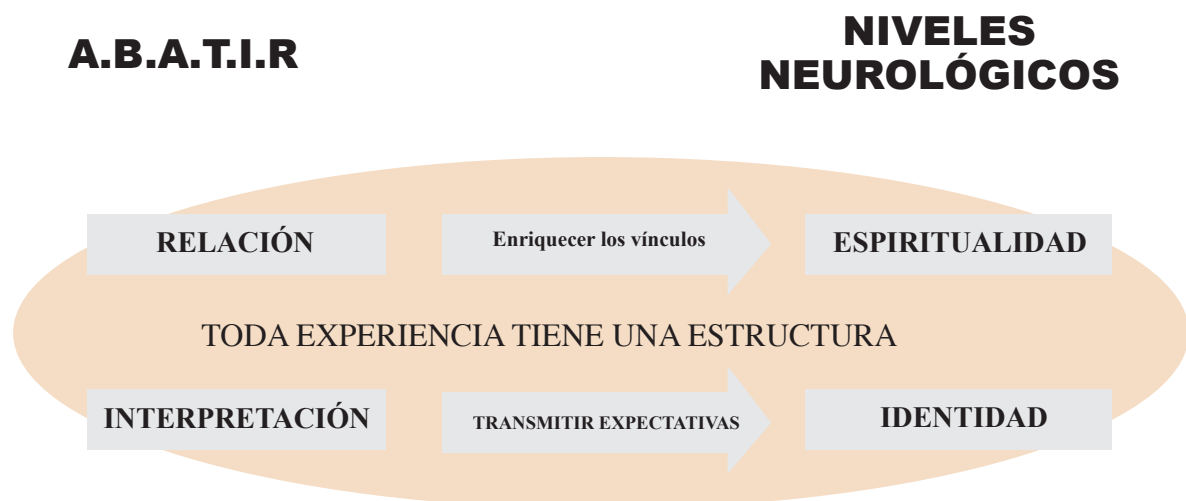 A.B.A.T.I.R
NIVELES
NEUROLÓGICOS
RELACIÓN
Enriquecer los vínculos
ESPIRITUALIDAD
TODA EXPERIENCIA TIENE UNA ESTRUCTURA
INTERPRETACIÓN
TRANSMITIR EXPECTATIVAS
IDENTIDAD